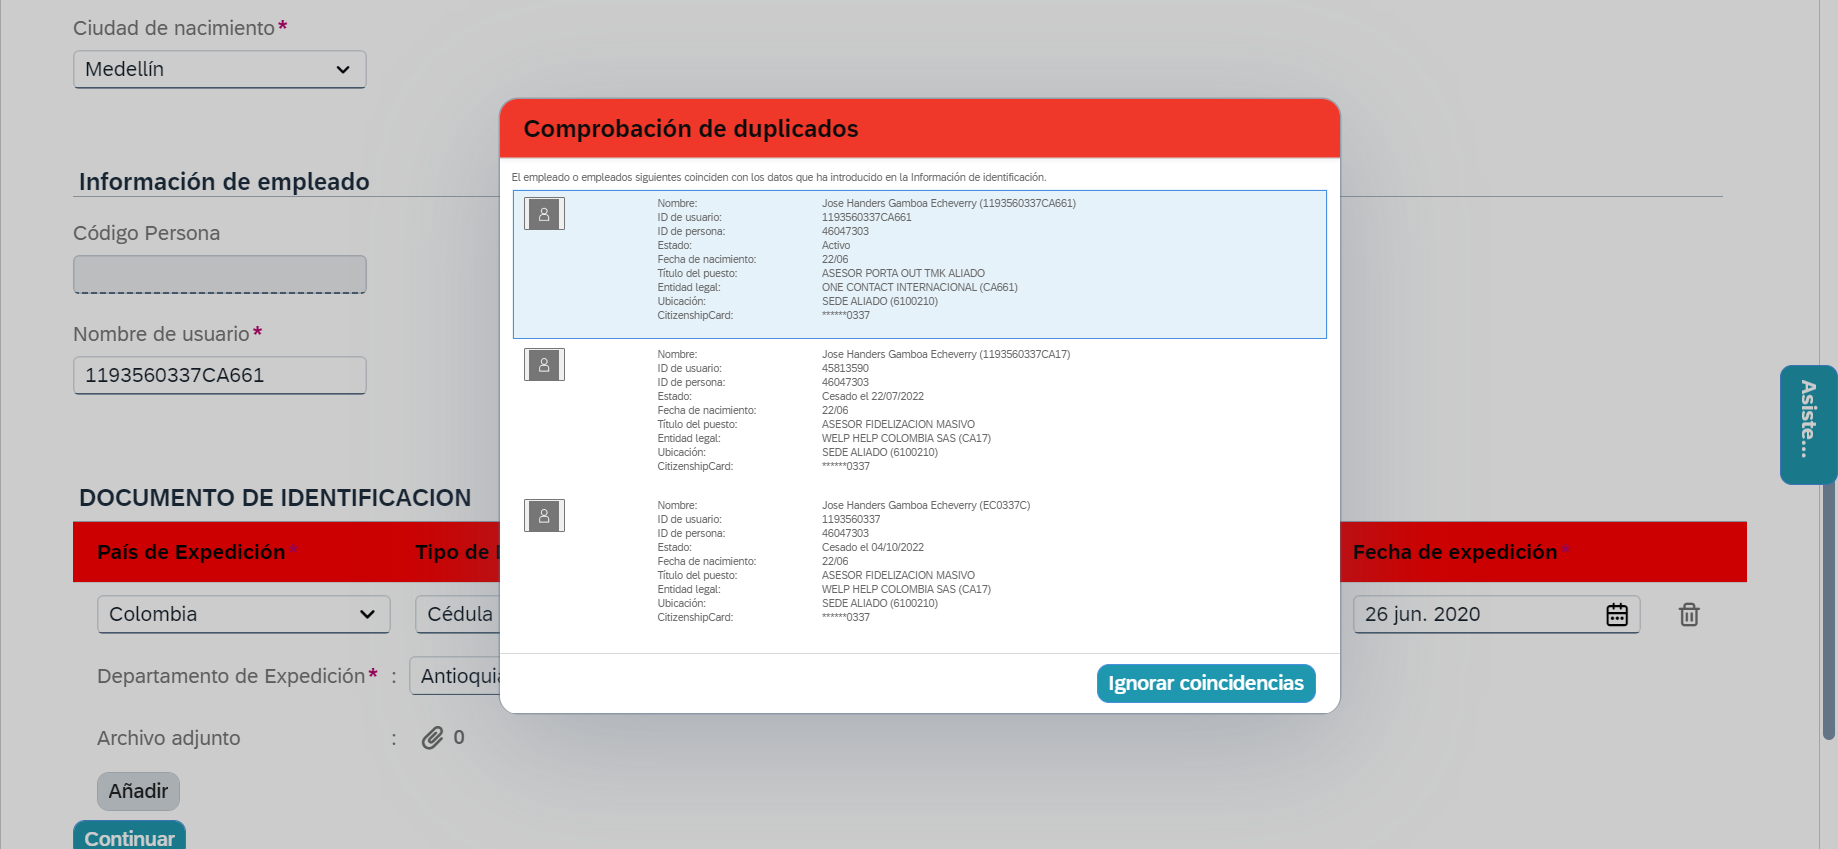 Ciudad de nacimiento*
Medellín
Información de empleado
Código Persona
Nombre de usuario*
1193560337CA661
DOCUMENTO DE IDENTIFICACION
País de Expedición*
Tipo de
Fecha de expedición*
Colombia
Cédula
26 jun. 2020
Departamento de Expedición* :
Antioquia
Archivo adjunto :
0
Añadir
Continuar
Comprobación de duplicados
El empleado o empleados siguientes coinciden con los datos que ha introducido en la Información de identificación.
Nombre: Jose Handers Gamboa Echeverry (1193560337CA661)
ID de usuario: 1193560337CA661
ID de persona: 46047303
Estado: Activo
Fecha de nacimiento: 22/06
Título del puesto: ASESOR PORTA OUT TMK ALIADO
Entidad legal: ONE CONTACT INTERNACIONAL (CA661)
Ubicación: SEDE ALIADO (6100210)
CitizenshipCard: ******0337
Nombre: Jose Handers Gamboa Echeverry (1193560337CA17)
ID de usuario: 45813590
ID de persona: 46047303
Estado: Cesado el 22/07/2022
Fecha de nacimiento: 22/06
Título del puesto: ASESOR FIDELIZACION MASIVO
Entidad legal: WELP HELP COLOMBIA SAS (CA17)
Ubicación: SEDE ALIADO (6100210)
CitizenshipCard: ******0337
Nombre: Jose Handers Gamboa Echeverry (EC0337C)
ID de usuario: 1193560337
ID de persona: 46047303
Estado: Cesado el 04/10/2022
Fecha de nacimiento: 22/06
Título del puesto: ASESOR FIDELIZACION MASIVO
Entidad legal: WELP HELP COLOMBIA SAS (CA17)
Ubicación: SEDE ALIADO (6100210)
CitizenshipCard: ******0337
Ignorar coincidencias
Asiste...